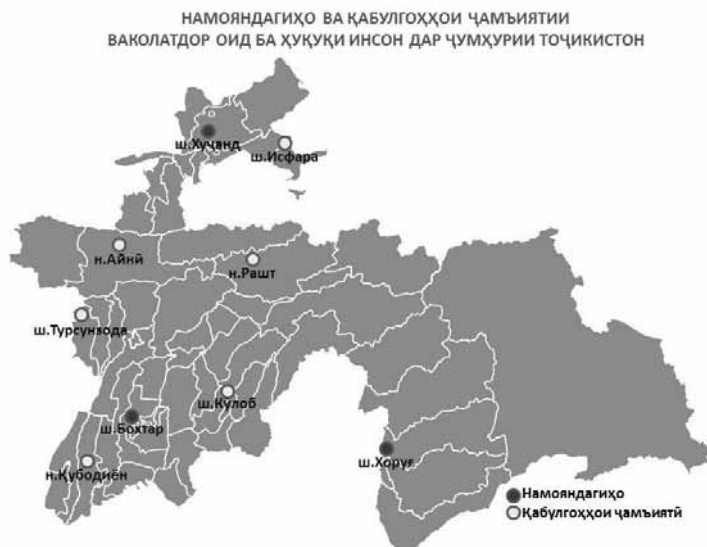 НАМОЯНДАГИҲО ВА ҚАБУЛГОҲҲОИ ҶАМЪИЯТИИ
ВАКОЛАТДОР ОИД БА ҲУҚУҚИ ИНСОН ДАР ҶУМҲУРИИ ТОҶИКИСТОН
ш.Хуҷанд
ш.Исфара
н.Айнӣ
н.Рашт
ш.Турсунзода
ш.Кӯлоб
ш.Бохтар
ш.Хоруғ
н.Қубодиён
Намояндагиҳо
Қабулгоҳҳои ҷамъиятӣ